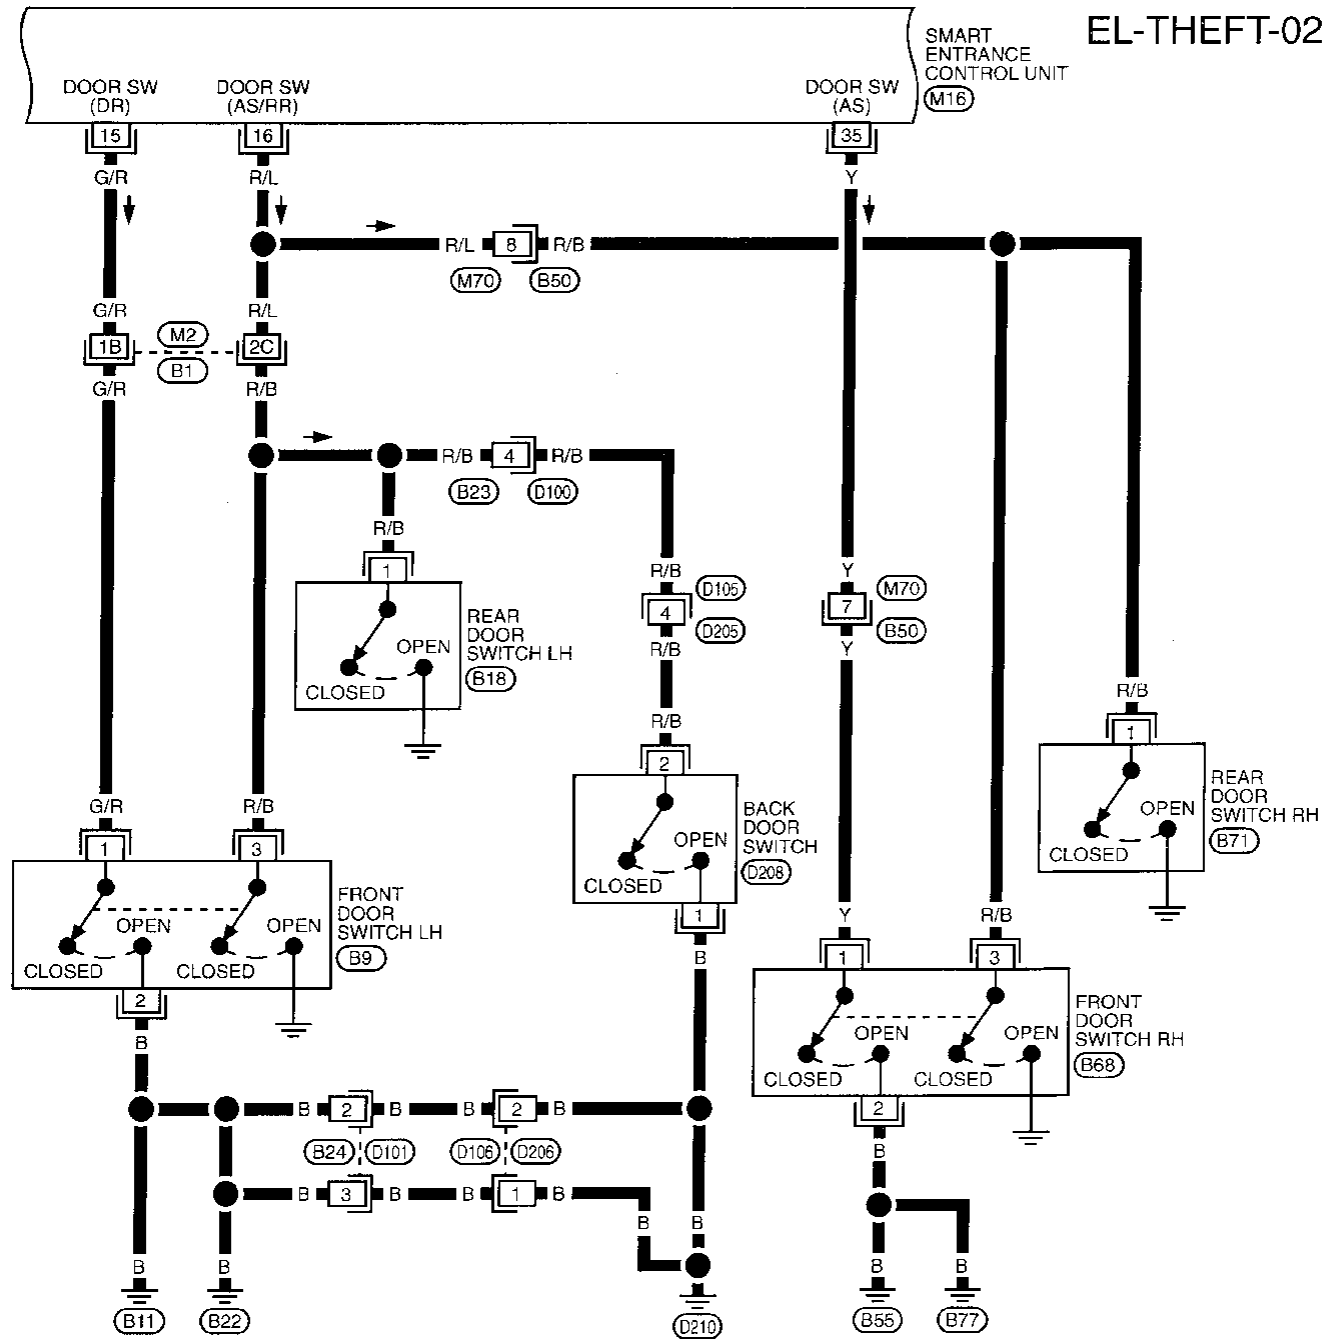 EL-THEFT-02
SMART
ENTRANCE
CONTROL UNIT
M16
DOOR SW
(DR)
DOOR SW
(AS/RR)
DOOR SW
(AS)
15
16
35
G/R
R/L
Y
R/L
8
R/B
M70
B50
G/R
R/L
1B
M2
2C
B1
G/R
R/B
R/B
4
R/B
B23
D100
R/B
1
REAR
DOOR
SWITCH LH
B18
OPEN
CLOSED
R/B
D105
4
D205
R/B
R/B
Y
M70
7
B50
Y
R/B
1
REAR
DOOR
SWITCH RH
B71
OPEN
CLOSED
2
BACK
DOOR
SWITCH
D208
OPEN
CLOSED
1
B
G/R
R/B
1
3
FRONT
DOOR
SWITCH LH
B9
OPEN
OPEN
CLOSED
CLOSED
2
B
Y
R/B
1
3
FRONT
DOOR
SWITCH RH
B68
OPEN
OPEN
CLOSED
CLOSED
2
B
B
2
B
B
2
B
B24
D101
D106
D206
B
3
B
B
1
B
B
B
B
B
B
B
B11
B22
D210
B55
B77